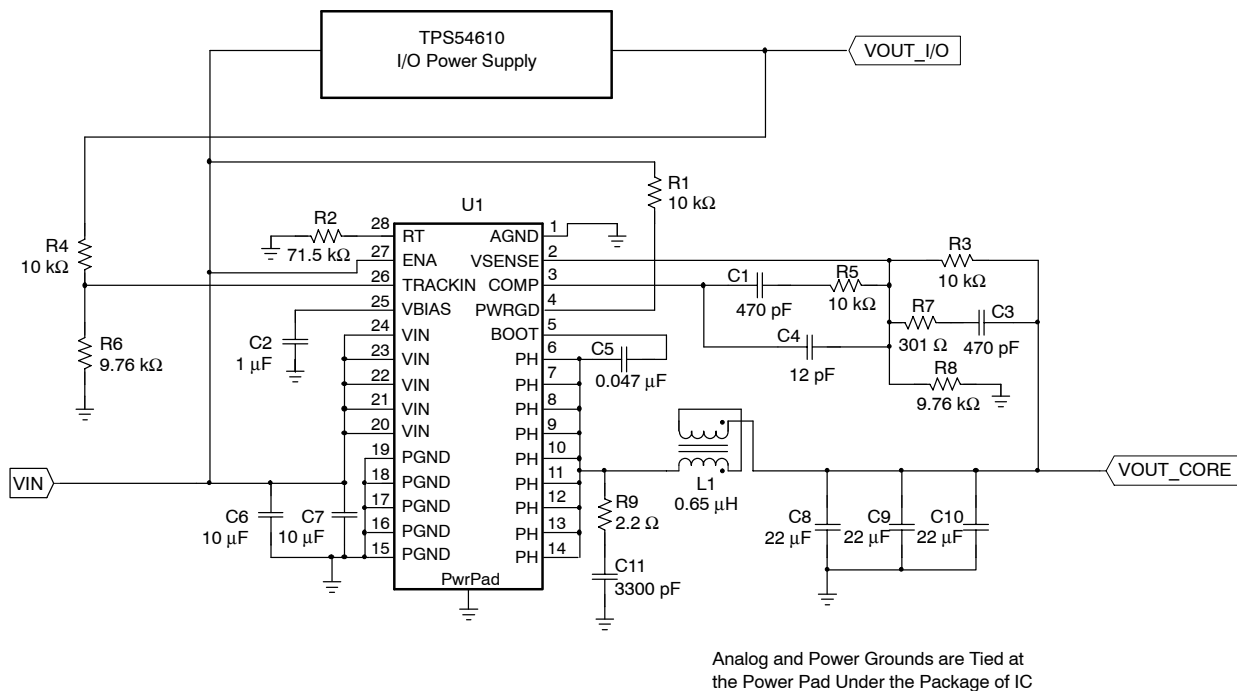 TPS54610
I/O Power Supply
VOUT_I/O
R1
10 kΩ
U1
R2
71.5 kΩ
R4
10 kΩ
R6
9.76 kΩ
C2
1 µF
28 RT
27 ENA
26 TRACKIN
25 VBIAS
24 VIN
23 VIN
22 VIN
21 VIN
20 VIN
19 PGND
18 PGND
17 PGND
16 PGND
15 PGND
AGND 1
VSENSE 2
COMP 3
PWRGD 4
BOOT 5
PH 6
PH 7
PH 8
PH 9
PH 10
PH 11
PH 12
PH 13
PH 14
PwrPad
R3
10 kΩ
C1
470 pF
R5
10 kΩ
R7
301 Ω
C3
470 pF
C4
12 pF
R8
9.76 kΩ
C5
0.047 µF
L1
0.65 µH
VIN
VOUT_CORE
C6
10 µF
C7
10 µF
R9
2.2 Ω
C11
3300 pF
C8
22 µF
C9
22 µF
C10
22 µF
Analog and Power Grounds are Tied at
the Power Pad Under the Package of IC